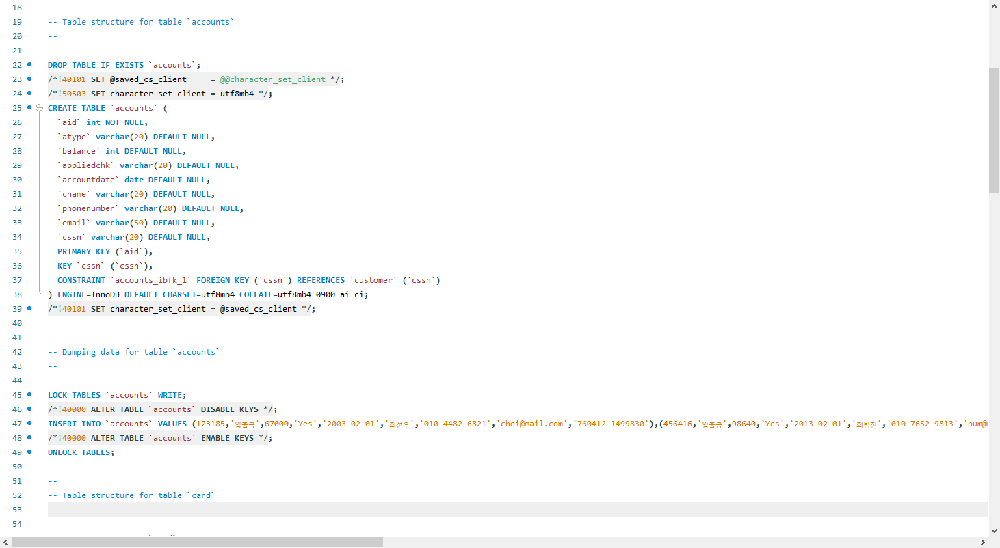 18 --
19 -- Table structure for table `accounts`
20 --
21
22 DROP TABLE IF EXISTS `accounts`;
23 /*!40101 SET @saved_cs_client     = @@character_set_client */;
24 /*!50503 SET character_set_client = utf8mb4 */;
25 CREATE TABLE `accounts` (
26   `aid` int NOT NULL,
27   `atype` varchar(20) DEFAULT NULL,
28   `balance` int DEFAULT NULL,
29   `appliedchk` varchar(20) DEFAULT NULL,
30   `accountdate` date DEFAULT NULL,
31   `cname` varchar(20) DEFAULT NULL,
32   `phonenumber` varchar(20) DEFAULT NULL,
33   `email` varchar(50) DEFAULT NULL,
34   `cssn` varchar(20) DEFAULT NULL,
35   PRIMARY KEY (`aid`),
36   KEY `cssn` (`cssn`),
37   CONSTRAINT `accounts_ibfk_1` FOREIGN KEY (`cssn`) REFERENCES `customer` (`cssn`)
38 ) ENGINE=InnoDB DEFAULT CHARSET=utf8mb4 COLLATE=utf8mb4_0900_ai_ci;
39 /*!40101 SET character_set_client = @saved_cs_client */;
40
41 --
42 -- Dumping data for table `accounts`
43 --
44
45 LOCK TABLES `accounts` WRITE;
46 /*!40000 ALTER TABLE `accounts` DISABLE KEYS */;
47 INSERT INTO `accounts` VALUES (123185,'입출금',67000,'Yes','2003-02-01','최선우','010-4482-6821','choi@mail.com','760412-1499830'),(456416,'입출금',98640,'Yes','2013-02-01','최범진','010-7652-9813','bum@
48 /*!40000 ALTER TABLE `accounts` ENABLE KEYS */;
49 UNLOCK TABLES;
50
51 --
52 -- Table structure for table `card`
53 --
54